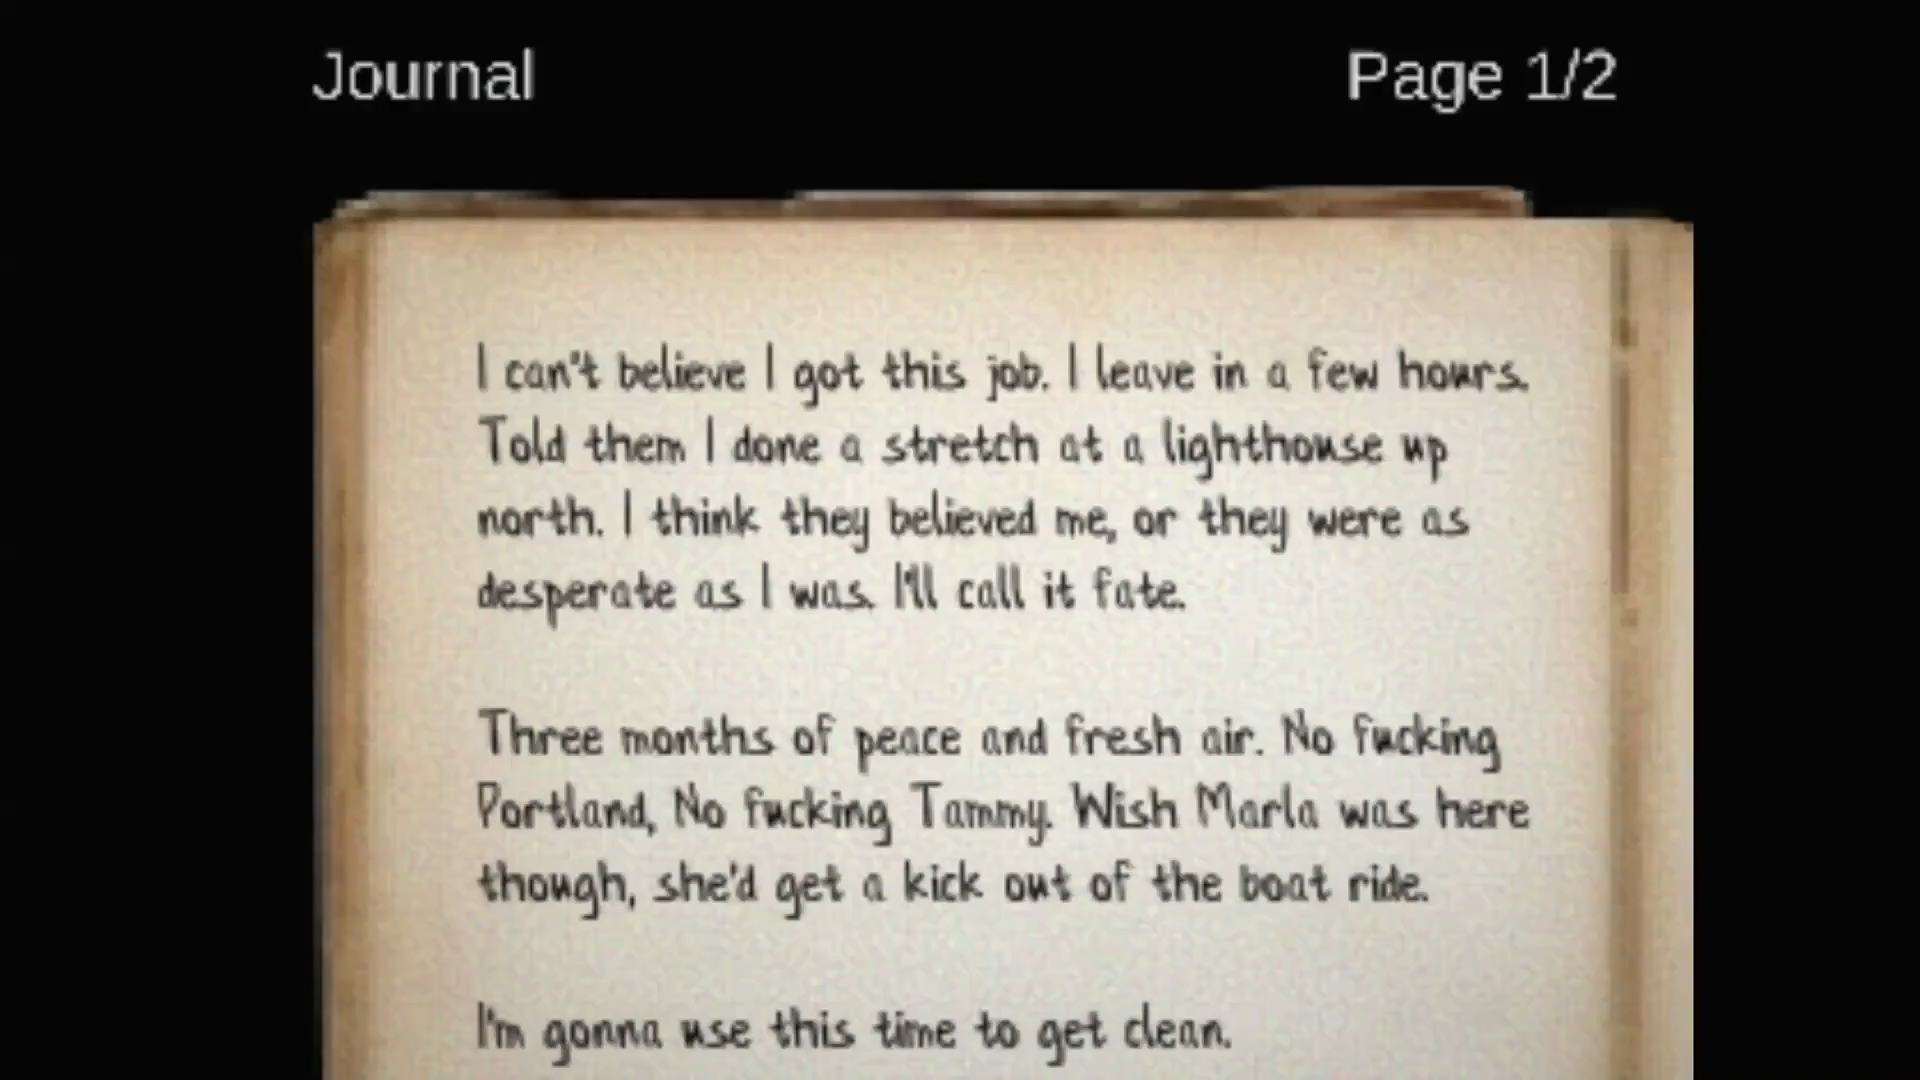 Journal
Page 1/2
I can't believe I got this job. I leave in a few hours.
Told them I done a stretch at a lighthouse up
north. I think they believed me, or they were as
desperate as I was. I'll call it fate.
Three months of peace and fresh air. No fucking
Portland, No fucking Tammy. Wish Marla was here
though, she'd get a kick out of the boat ride.
I'm gonna use this time to get clean.